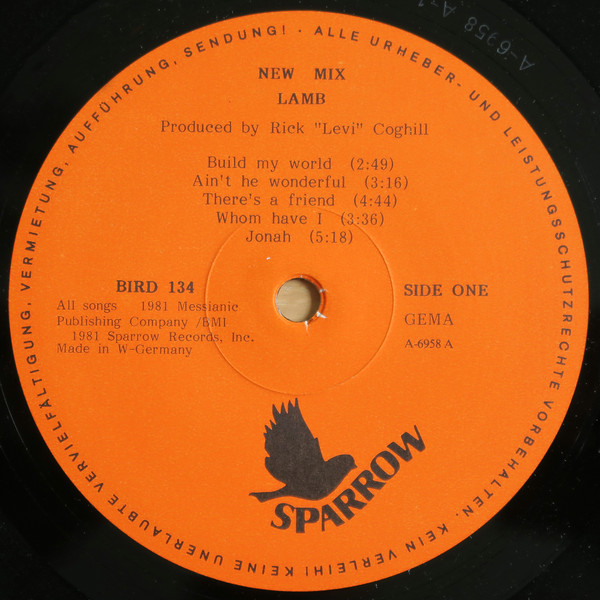 A-6958 A-1
ALLE URHEBER- UND LEISTUNGSSCHUTZRECHTE VORBEHALTEN. KEIN VERLEIH! KEINE UNERLAUBTE VERVIELFÄLTIGUNG, VERMIETUNG, AUFFÜHRUNG, SENDUNG! ·
NEW MIX
LAMB
Produced by Rick "Levi" Coghill
Build my world (2:49)
Ain't he wonderful (3:16)
There's a friend (4:44)
Whom have I (3:36)
Jonah (5:18)
BIRD 134
All songs 1981 Messianic
Publishing Company /BMI
1981 Sparrow Records, Inc.
Made in W-Germany
SIDE ONE
GEMA
A-6958 A
SPARROW